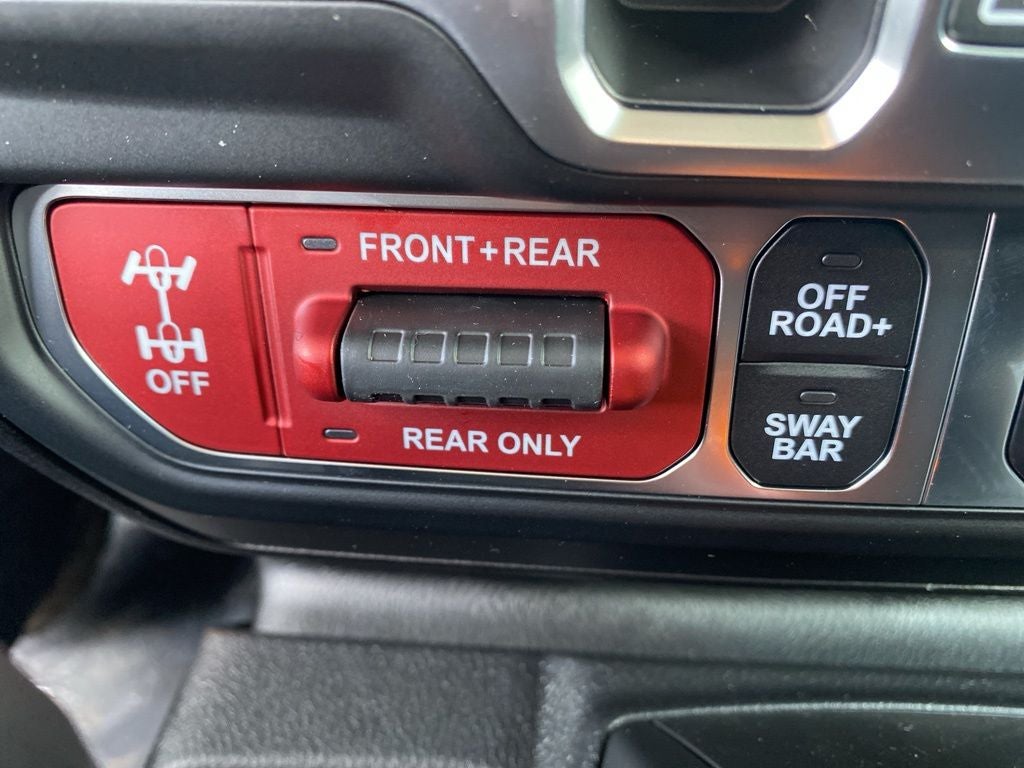 FRONT+REAR
OFF
REAR ONLY
OFF
ROAD+
SWAY
BAR